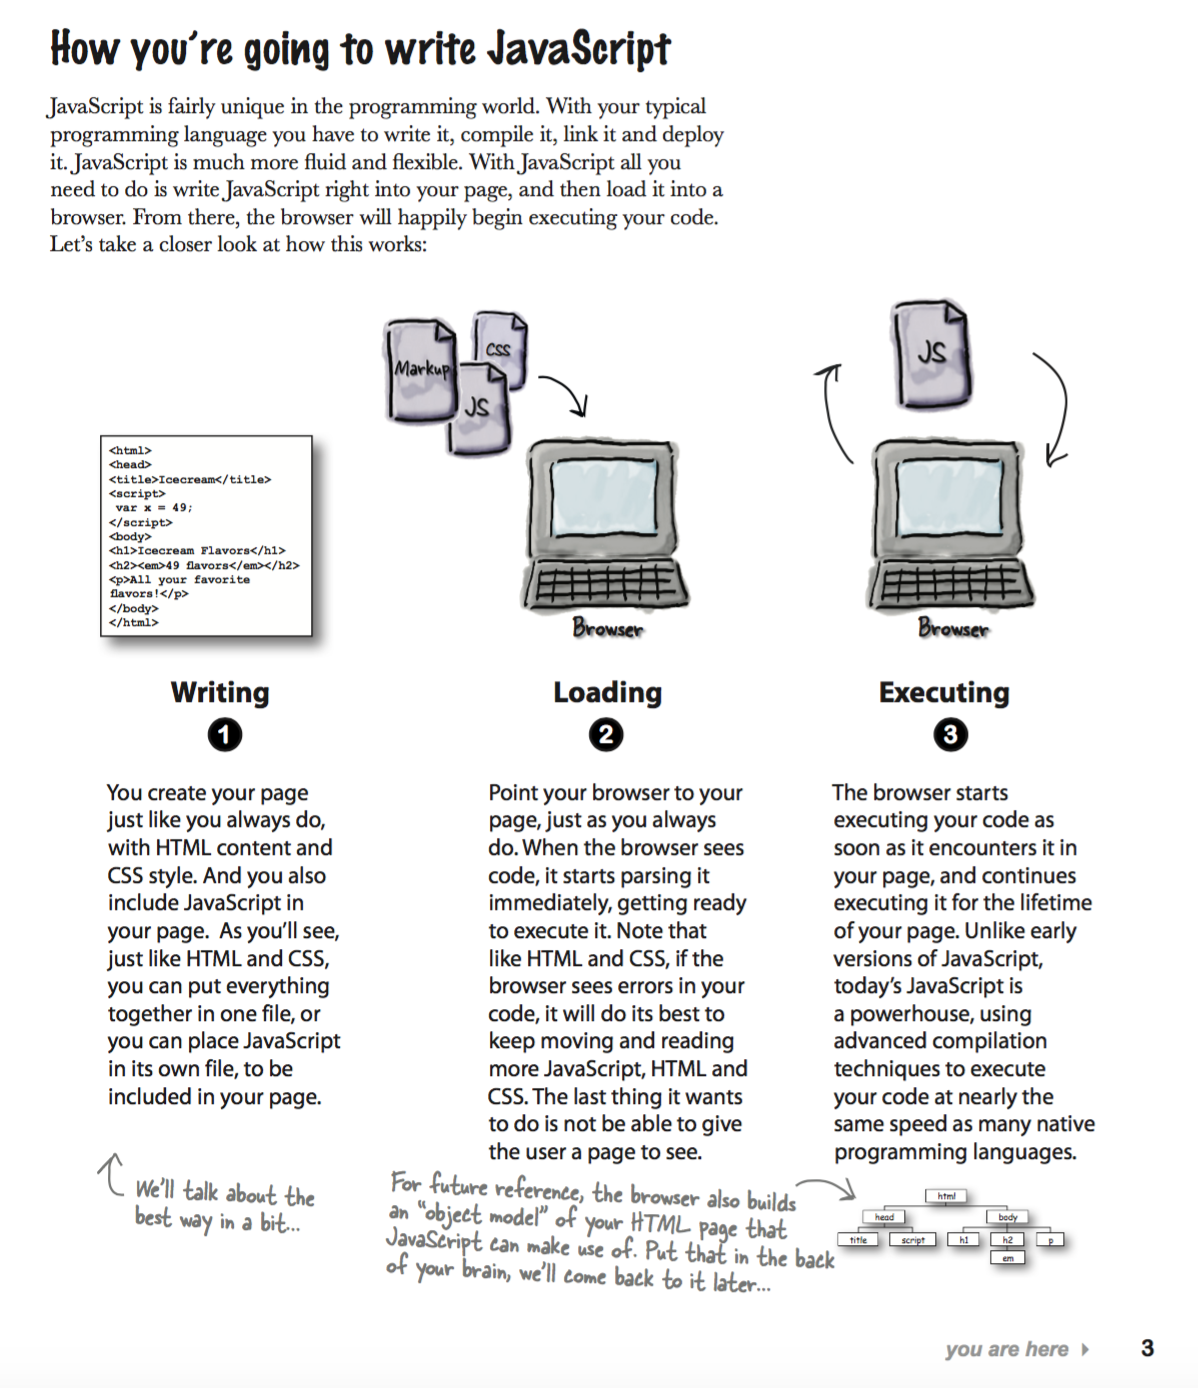 How you're going to write JavaScript
JavaScript is fairly unique in the programming world. With your typical
programming language you have to write it, compile it, link it and deploy
it. JavaScript is much more fluid and flexible. With JavaScript all you
need to do is write JavaScript right into your page, and then load it into a
browser. From there, the browser will happily begin executing your code.
Let's take a closer look at how this works:
<html>
<head>
<title>Icecream</title>
<script>
var x = 49;
</script>
<body>
<h1>Icecream Flavors</h1>
<h2><em>49 flavors</em></h2>
<p>All your favorite
flavors!</p>
</body>
</html>
Markup
CSS
JS
Browser
JS
Browser
Writing
1
You create your page
just like you always do,
with HTML content and
CSS style. And you also
include JavaScript in
your page. As you'll see,
just like HTML and CSS,
you can put everything
together in one file, or
you can place JavaScript
in its own file, to be
included in your page.
We'll talk about the
best way in a bit...
Loading
2
Point your browser to your
page, just as you always
do. When the browser sees
code, it starts parsing it
immediately, getting ready
to execute it. Note that
like HTML and CSS, if the
browser sees errors in your
code, it will do its best to
keep moving and reading
more JavaScript, HTML and
CSS. The last thing it wants
to do is not be able to give
the user a page to see.
For future reference, the browser also builds
an "object model" of your HTML page that
JavaScript can make use of. Put that in the back
of your brain, we'll come back to it later...
Executing
3
The browser starts
executing your code as
soon as it encounters it in
your page, and continues
executing it for the lifetime
of your page. Unlike early
versions of JavaScript,
today's JavaScript is
a powerhouse, using
advanced compilation
techniques to execute
your code at nearly the
same speed as many native
programming languages.
html
head
body
title
script
h1
h2
p
em
you are here
3